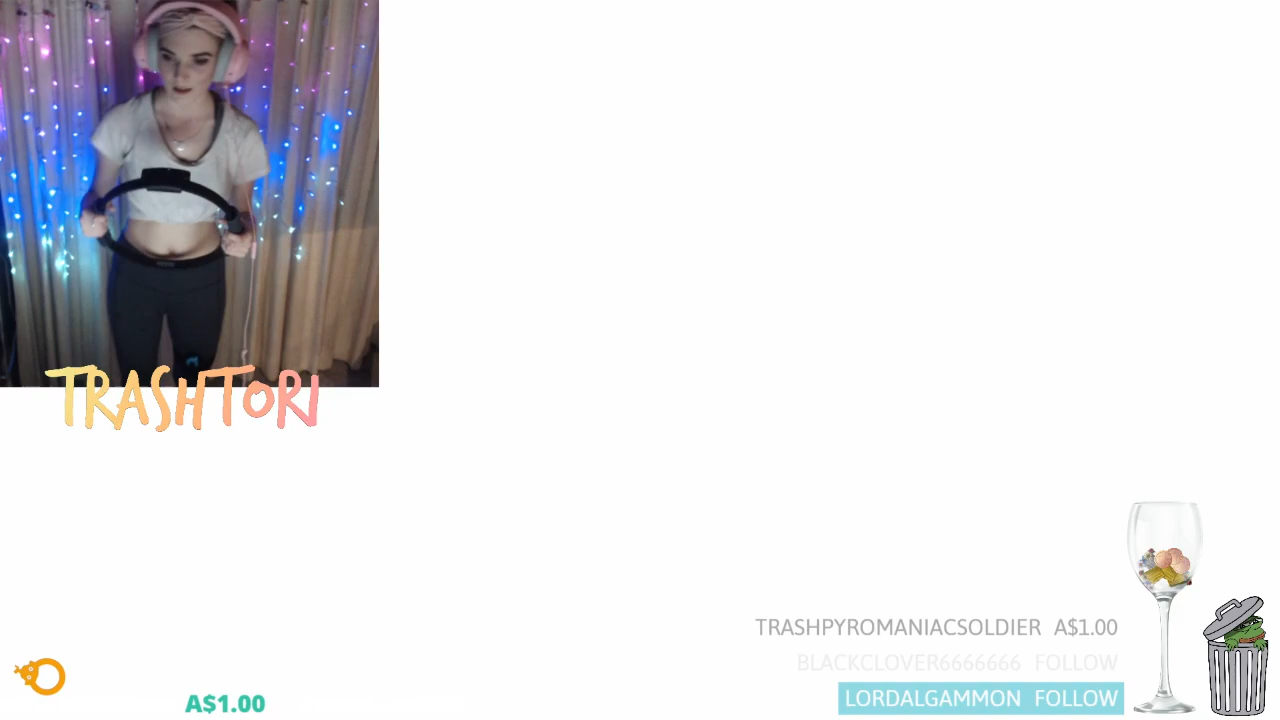 TRASHTORI
TRASHPYROMANIACSOLDIER A$1.00
BLACKCLOVER6666666 FOLLOW
LORDALGAMMON FOLLOW
A$1.00